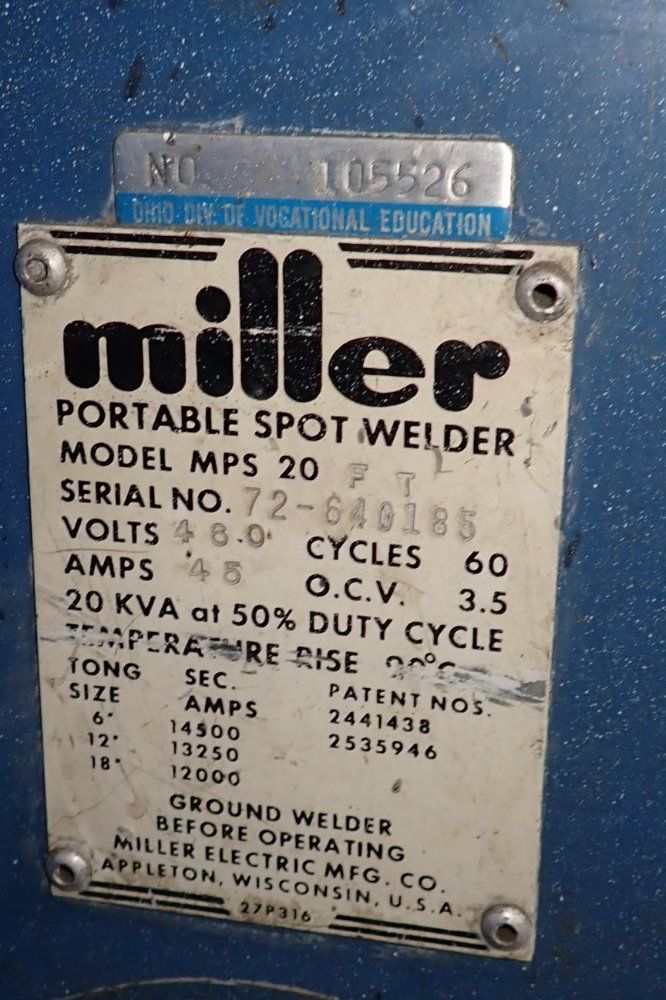 NO 105526
OHIO DIV. OF VOCATIONAL EDUCATION
miller
PORTABLE SPOT WELDER
MODEL MPS 20 F T
SERIAL NO. 72-640185
VOLTS 460 CYCLES 60
AMPS 45 O.C.V. 3.5
20 KVA at 50% DUTY CYCLE
TEMPERATURE RISE
TONG SIZE SEC. AMPS PATENT NOS.
6" 14500 2441438
12" 13250 2535946
18" 12000
GROUND WELDER
BEFORE OPERATING
MILLER ELECTRIC MFG. CO.
APPLETON, WISCONSIN, U.S.A.
27P316